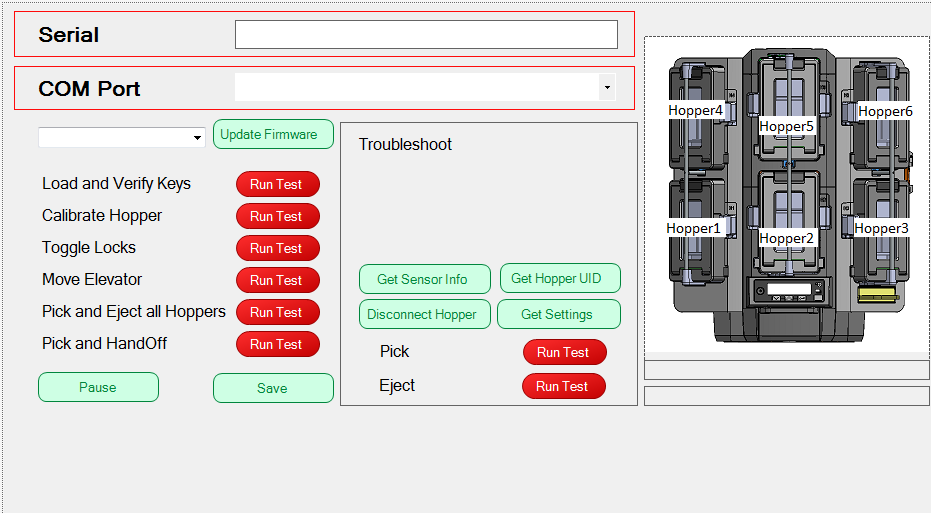 Serial
COM Port
Update Firmware
Load and Verify Keys Run Test
Calibrate Hopper Run Test
Toggle Locks Run Test
Move Elevator Run Test
Pick and Eject all Hoppers Run Test
Pick and HandOff Run Test
Pause Save
Troubleshoot
Get Sensor Info Get Hopper UID
Disconnect Hopper Get Settings
Pick Run Test
Eject Run Test
Hopper4 Hopper5 Hopper6
Hopper1 Hopper2 Hopper3